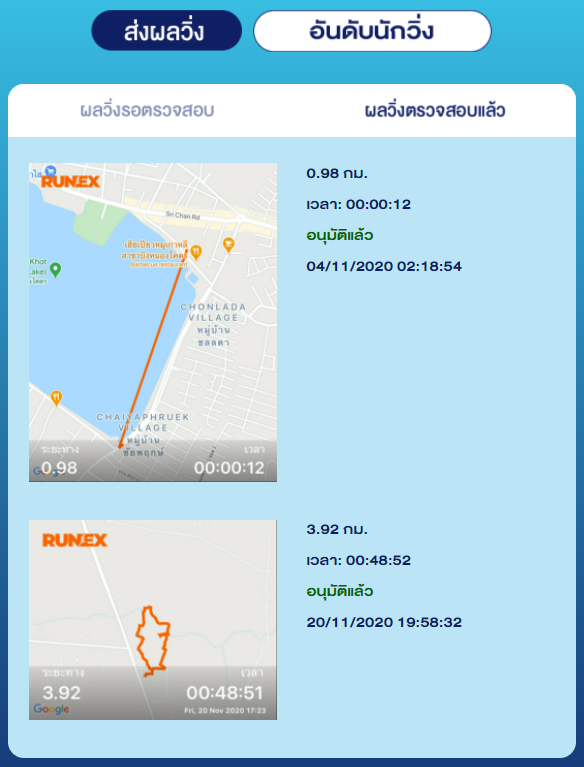 ส่งผลวิ่ง
อันดับนักวิ่ง
ผลวิ่งรอตรวจสอบ
ผลวิ่งตรวจสอบแล้ว
RUNEX
Sri Chan Rd
เฮียเปียวหมูเกาหลี
สาขาบึงหนองโคตร
Barbecue restaurant
Khot
Lake)
CHONLADA
VILLAGE
หมู่บ้าน
ชลลดา
CHAIYAPHRUEK
VILLAGE
หมู่บ้าน
ชัยพฤกษ์
ระยะทาง
เวลา
Google
0.98
00:00:12
0.98 กม.
เวลา: 00:00:12
อนุมัติแล้ว
04/11/2020 02:18:54
RUNEX
ระยะทาง
เวลา
3.92
00:48:51
Google
Fri, 20 Nov 2020 17:23
3.92 กม.
เวลา: 00:48:52
อนุมัติแล้ว
20/11/2020 19:58:32